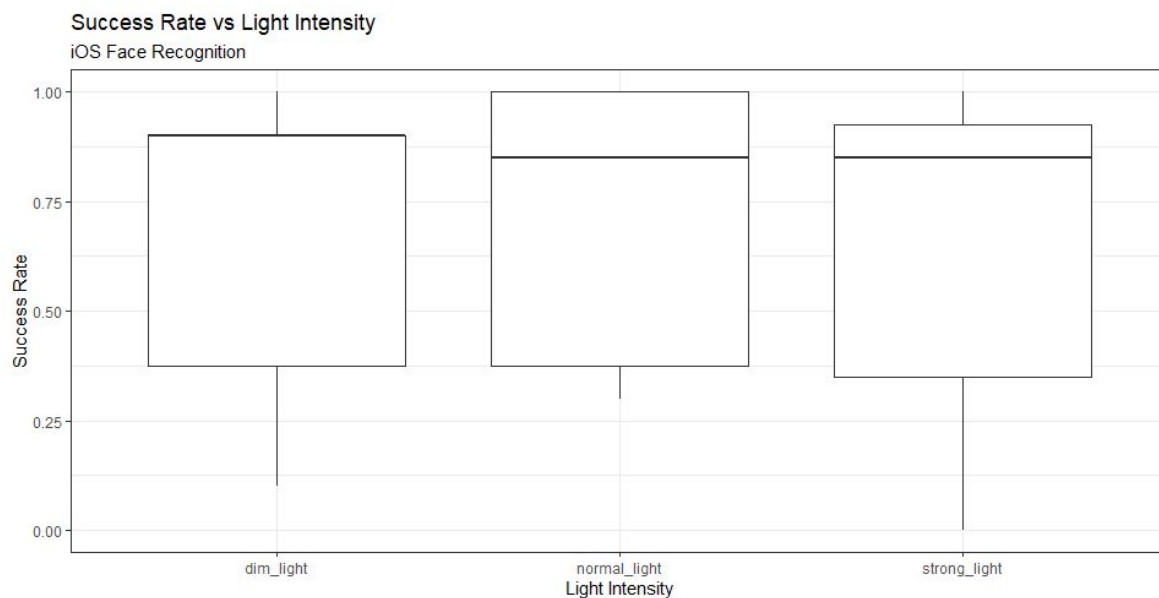 Success Rate vs Light Intensity
iOS Face Recognition
Success Rate
1.00
0.75
0.50
0.25
0.00
dim_light
normal_light
strong_light
Light Intensity